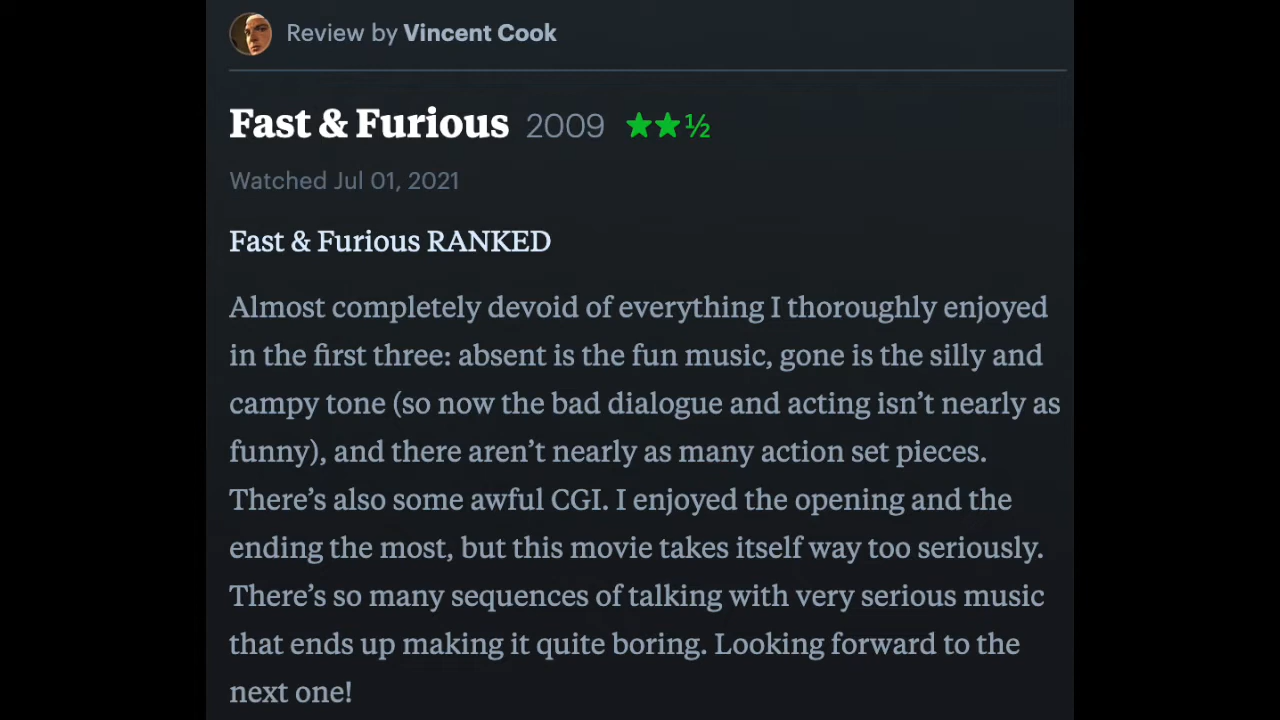 Review by Vincent Cook
Fast & Furious 2009 ★★½
Watched Jul 01, 2021
Fast & Furious RANKED
Almost completely devoid of everything I thoroughly enjoyed
in the first three: absent is the fun music, gone is the silly and
campy tone (so now the bad dialogue and acting isn’t nearly as
funny), and there aren’t nearly as many action set pieces.
There’s also some awful CGI. I enjoyed the opening and the
ending the most, but this movie takes itself way too seriously.
There’s so many sequences of talking with very serious music
that ends up making it quite boring. Looking forward to the
next one!